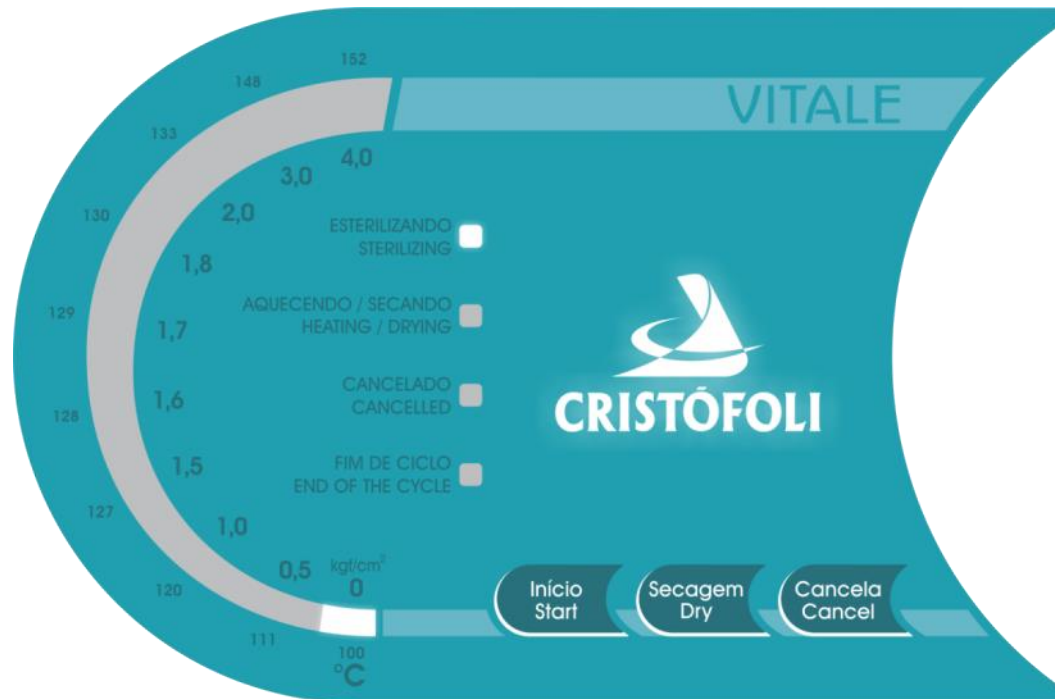 152
148
133
130
129
128
127
120
111
100
°C
VITALE
4,0
3,0
2,0
1,8
1,7
1,6
1,5
1,0
0,5
kgf/cm²
0
ESTERILIZANDO
STERILIZING
AQUECENDO / SECANDO
HEATING / DRYING
CANCELADO
CANCELLED
FIM DE CICLO
END OF THE CYCLE
CRISTÓFOLI
Início
Start
Secagem
Dry
Cancela
Cancel